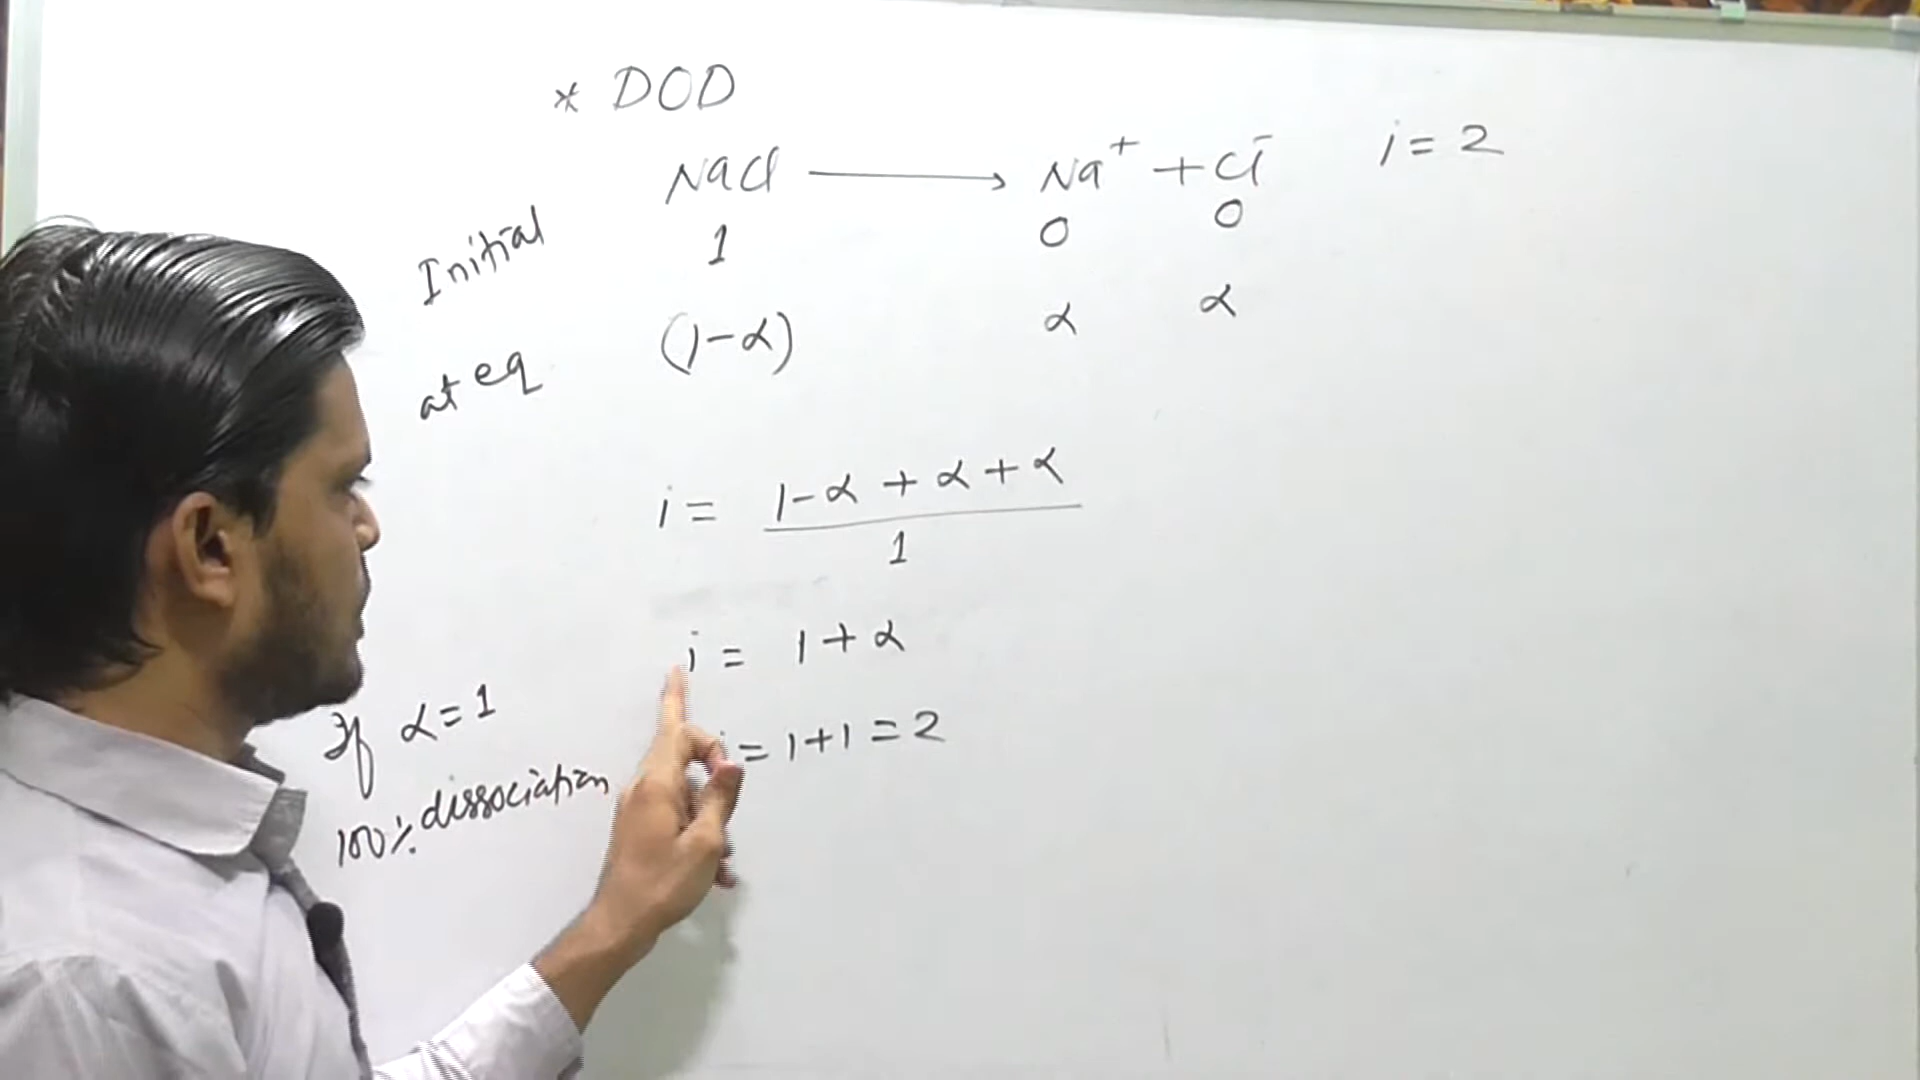 * DOD
NaCl ⟶ Na⁺ + Cl⁻ i = 2
Initial 1 0 0
at eq (1-α) α α
i = (1-α + α + α)/1
i = 1 + α
If α = 1 i = 1+1 = 2
100% dissociation